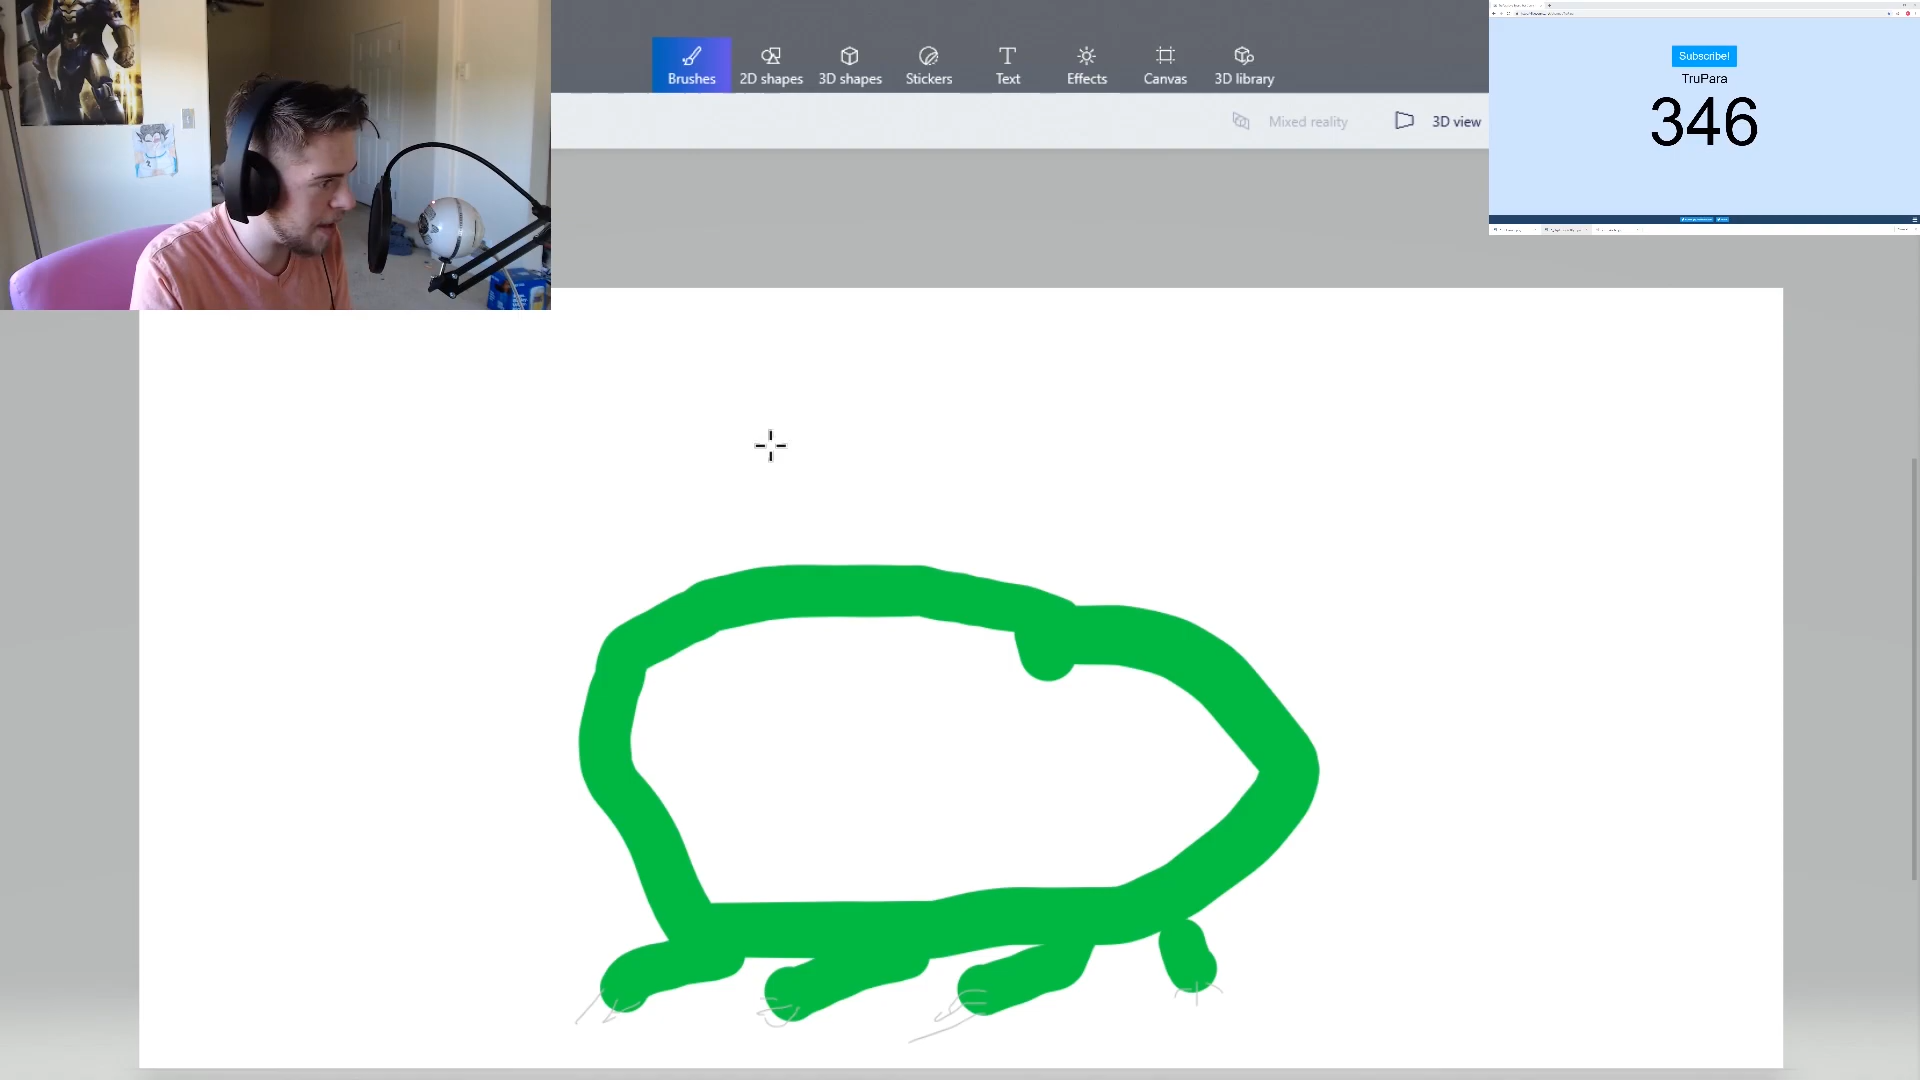 Brushes
2D shapes
3D shapes
Stickers
Text
Effects
Canvas
3D library
Mixed reality
3D view
Subscribe!
TruPara
346